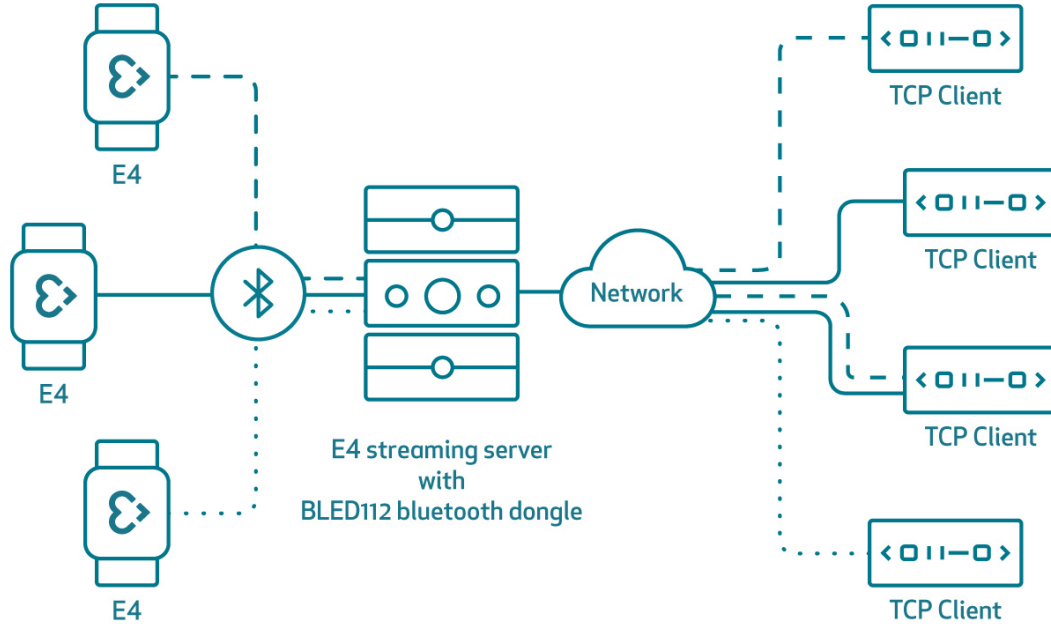 E4
E4
E4
E4 streaming server
with
BLED112 bluetooth dongle
Network
TCP Client
TCP Client
TCP Client
TCP Client